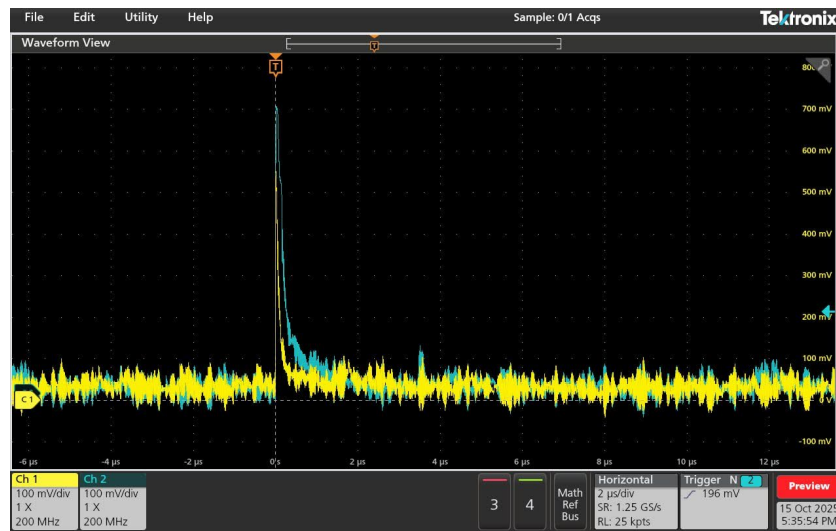 File Edit Utility Help Sample: 0/1 Acqs Tektronix
Waveform View
T
T
700 mV
600 mV
500 mV
400 mV
300 mV
200 mV
100 mV
0 V
-100 mV
C1
-6 µs -4 µs -2 µs 0 s 2 µs 4 µs 6 µs 8 µs 10 µs 12 µs
Ch 1
100 mV/div
1 X
200 MHz
Ch 2
100 mV/div
1 X
200 MHz
3
4
Math
Ref
Bus
Horizontal
2 µs/div
SR: 1.25 GS/s
RL: 25 kpts
Trigger N 2
196 mV
Preview
15 Oct
5:35:54 PM